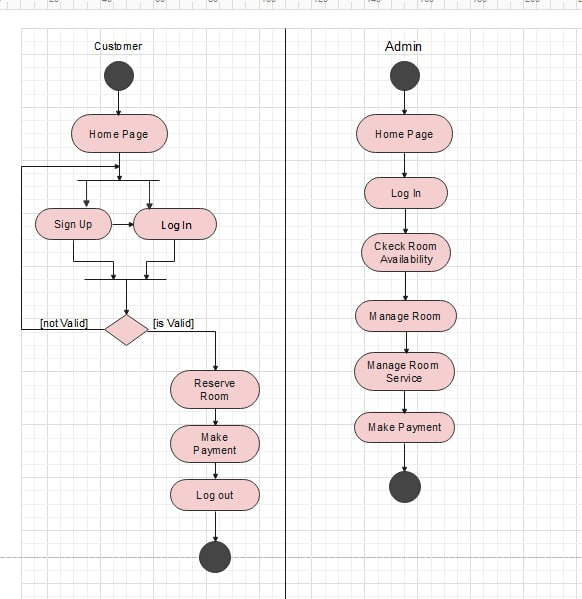 Customer
Home Page
Sign Up
Log In
[not Valid]
[is Valid]
Reserve
Room
Make
Payment
Log out
Admin
Home Page
Log In
Ckeck Room
Availability
Manage Room
Manage Room
Service
Make Payment